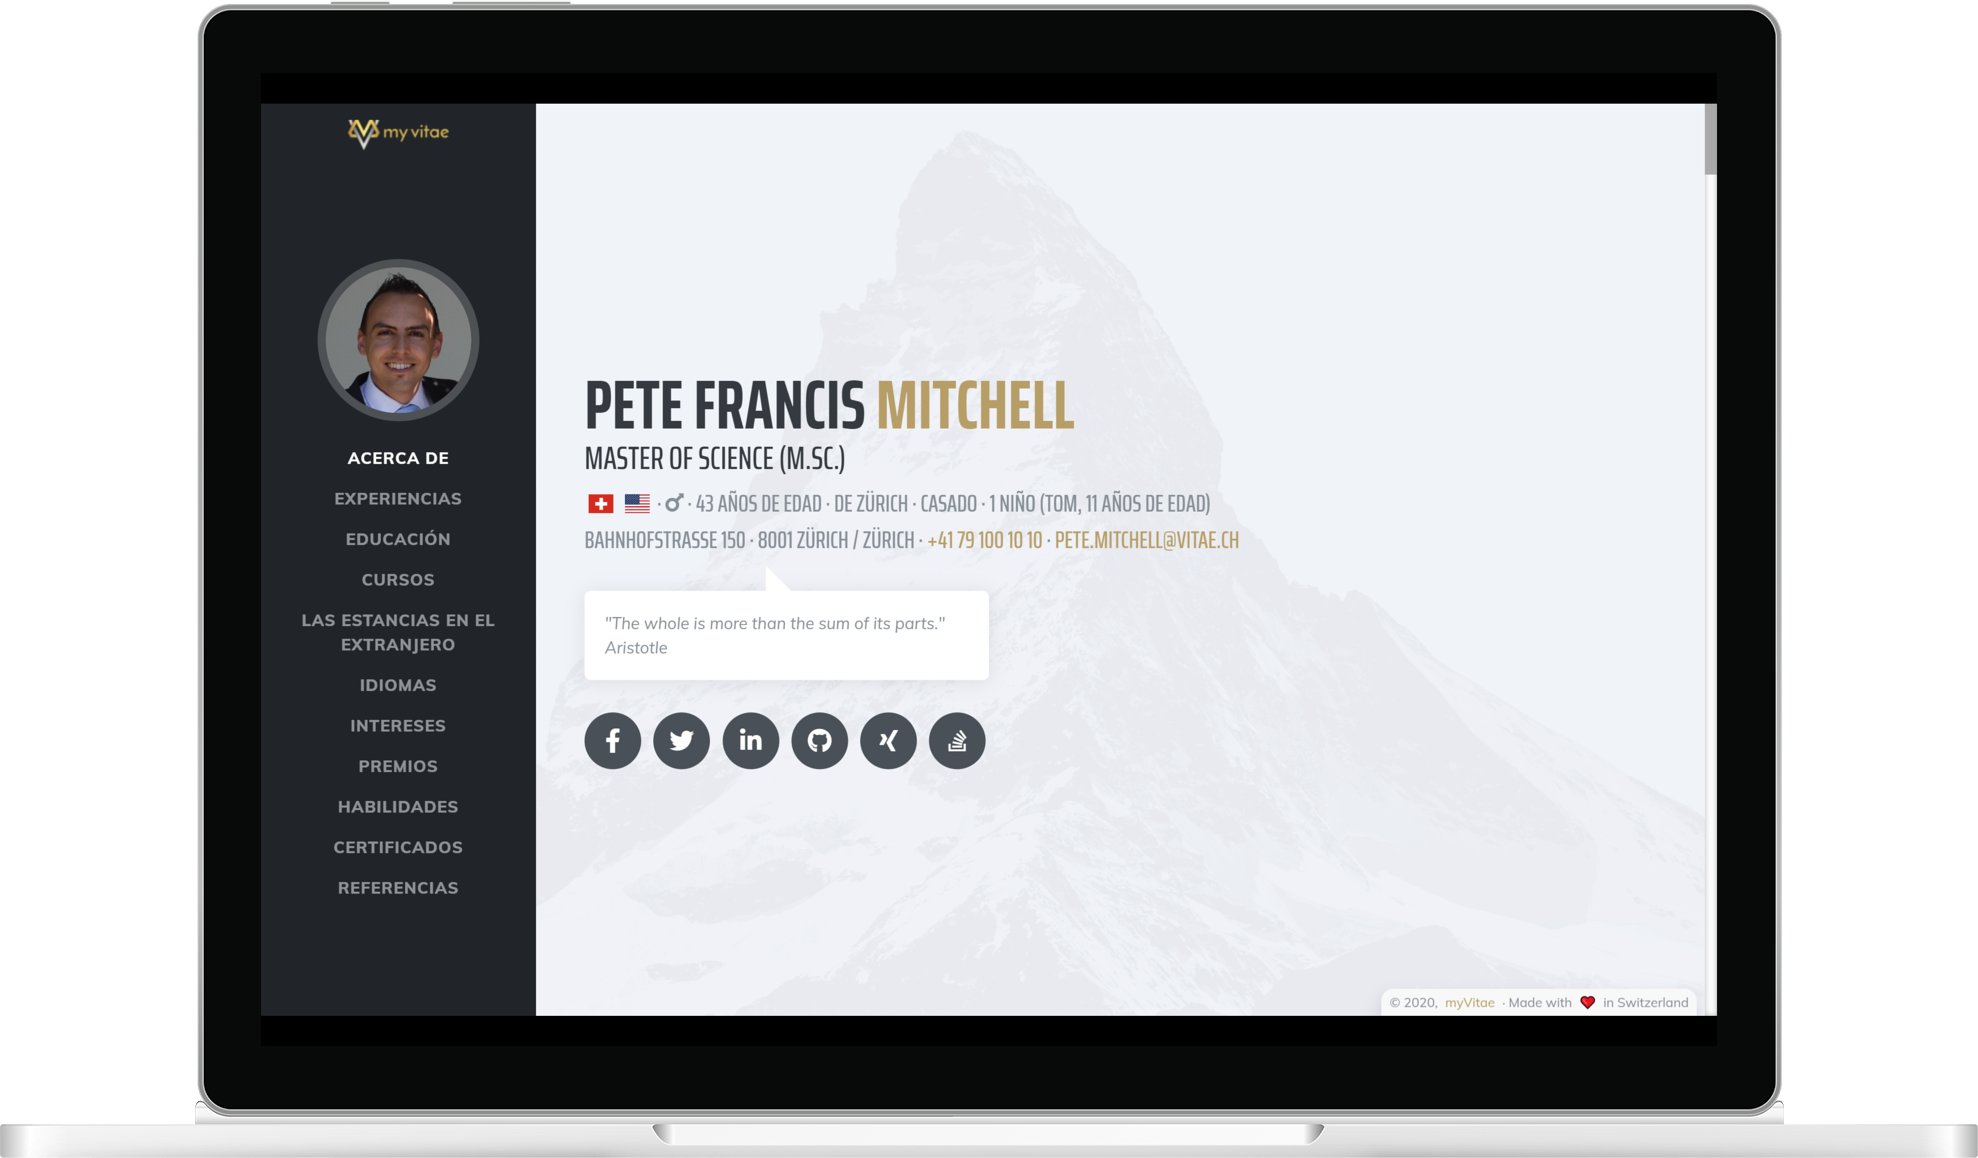 my vitae
ACERCA DE
EXPERIENCIAS
EDUCACIÓN
CURSOS
LAS ESTANCIAS EN EL
EXTRANJERO
IDIOMAS
INTERESES
PREMIOS
HABILIDADES
CERTIFICADOS
REFERENCIAS
PETE FRANCIS MITCHELL
MASTER OF SCIENCE (M.SC.)
· ♂ · 43 AÑOS DE EDAD · DE ZÜRICH · CASADO · 1 NIÑO (TOM, 11 AÑOS DE EDAD)
BAHNHOFSTRASSE 150 · 8001 ZÜRICH / ZÜRICH · +41 79 100 10 10 · PETE.MITCHELL@VITAE.CH
"The whole is more than the sum of its parts."
Aristotle
© 2020, myVitae · Made with ❤ in Switzerland